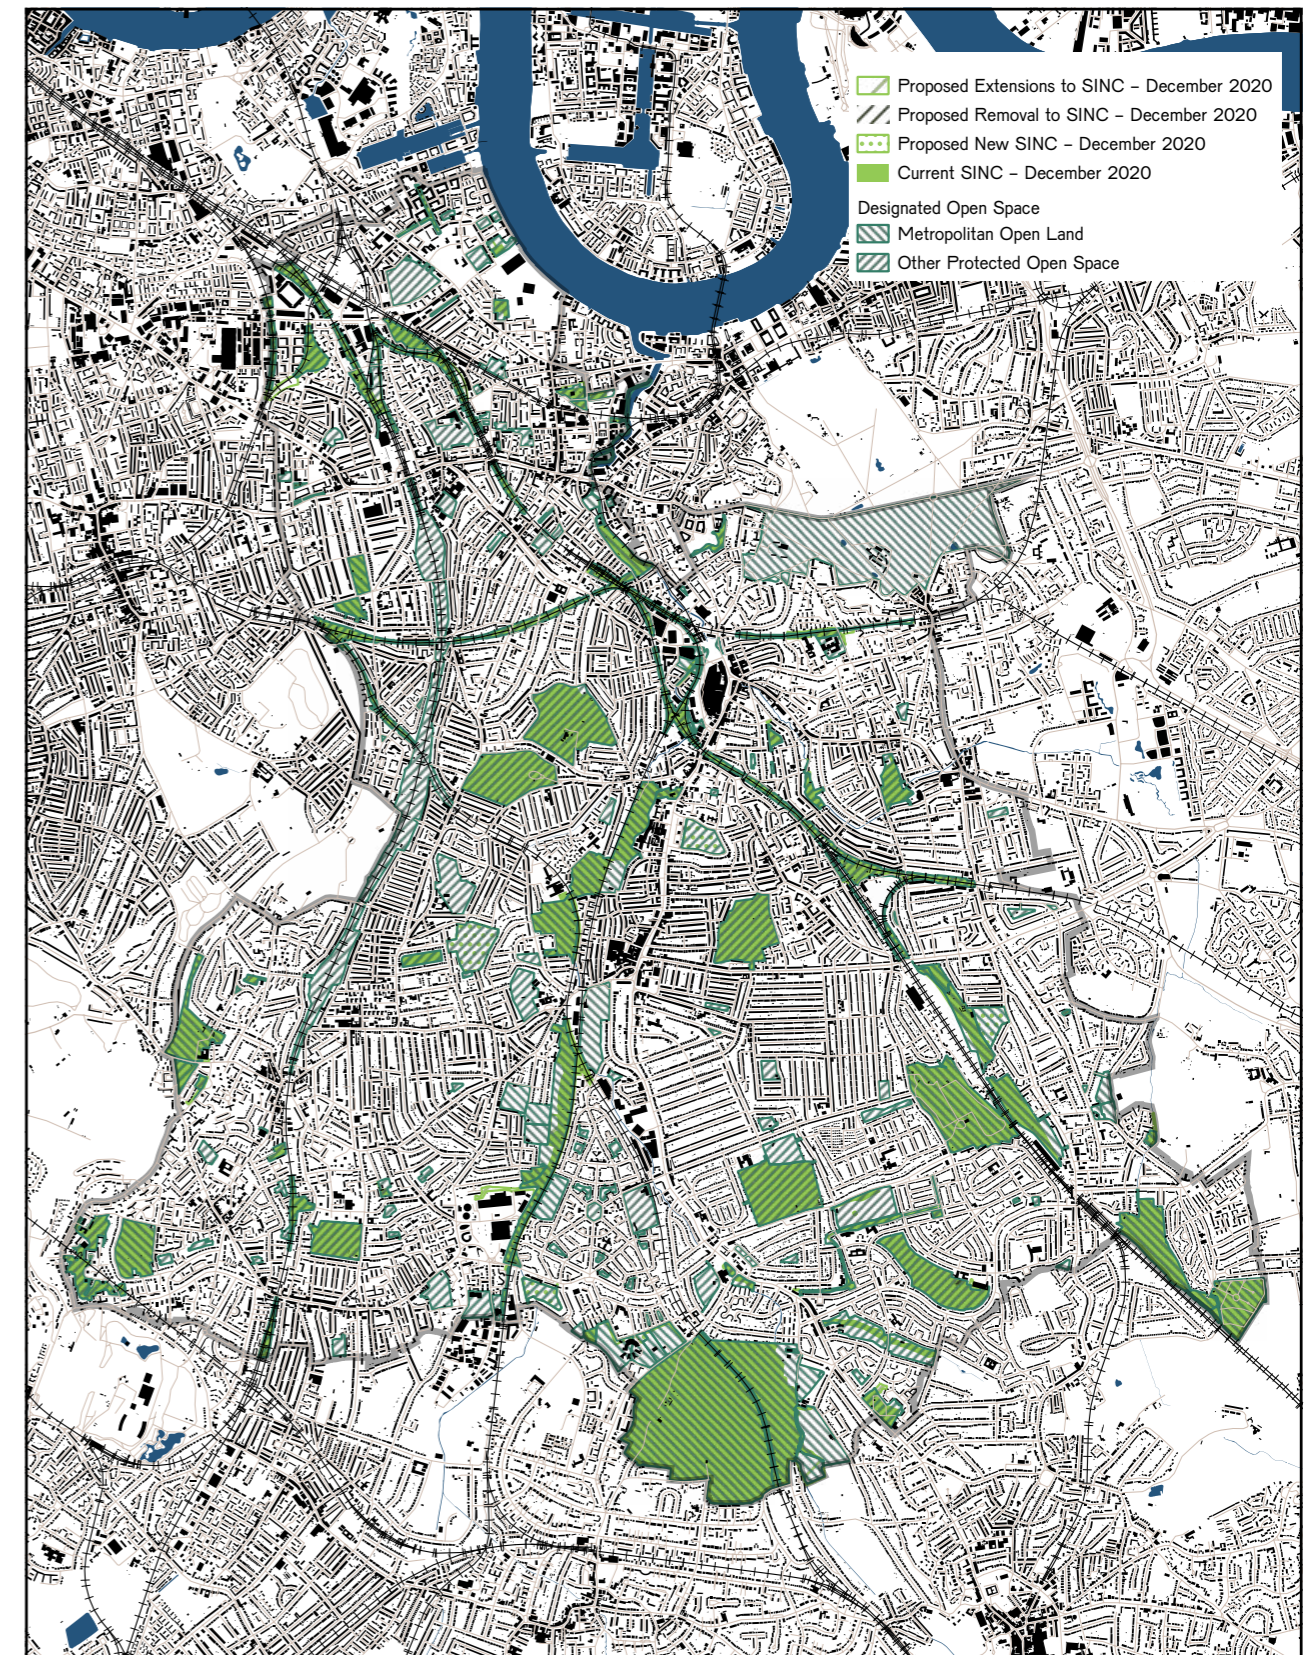 Proposed Extensions to SINC – December 2020
Proposed Removal to SINC – December 2020
Proposed New SINC – December 2020
Current SINC – December 2020
Designated Open Space
Metropolitan Open Land
Other Protected Open Space